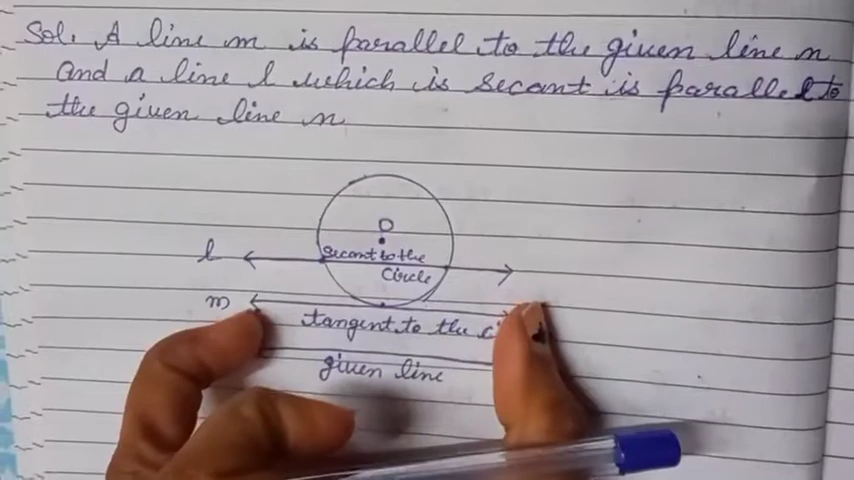 Sol. A line m is parallel to the given line n
and a line l which is secant is parallel to
the given line n
O
l
secant to the
circle
m
tangent to the
given line